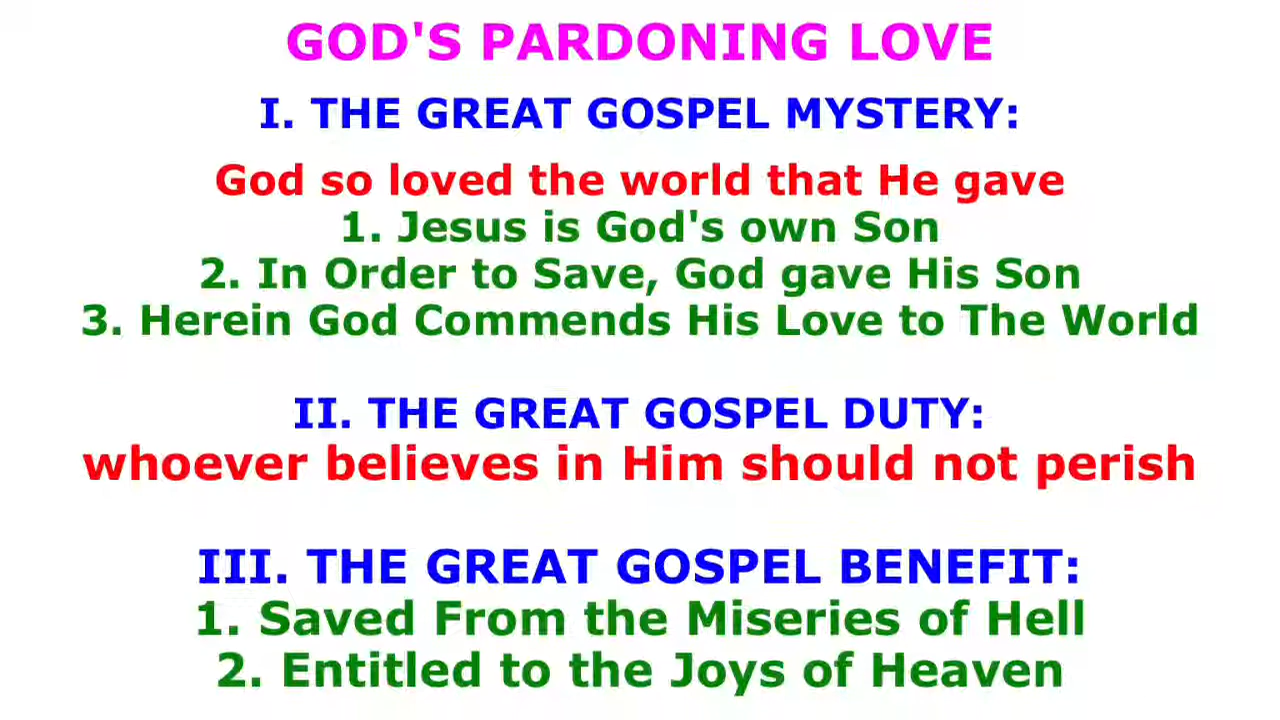 GOD'S PARDONING LOVE
I. THE GREAT GOSPEL MYSTERY:
God so loved the world that He gave
1. Jesus is God's own Son
2. In Order to Save, God gave His Son
3. Herein God Commends His Love to The World
II. THE GREAT GOSPEL DUTY:
whoever believes in Him should not perish
III. THE GREAT GOSPEL BENEFIT:
1. Saved From the Miseries of Hell
2. Entitled to the Joys of Heaven